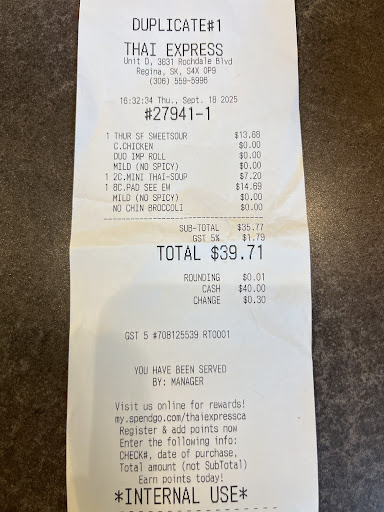 DUPLICATE#1
THAI EXPRESS
Unit D, 3831 Rochdale Blvd
Regina, SK, S4X 0P9
(306) 559-5996
16:32:34 Thu., Sept. 18 2025
#27941-1
1 THUR SF SWEETSOUR $13.88
C.CHICKEN $0.00
DUO IMP ROLL $0.00
MILD (NO SPICY) $0.00
1 2C.MINI THAI-SOUP $7.20
1 8C.PAD SEE EW $14.69
MILD (NO SPICY) $0.00
NO CHIN BROCCOLI $0.00
SUB-TOTAL $35.77
GST 5% $1.79
TOTAL $39.71
ROUNDING $0.01
CASH $40.00
CHANGE $0.30
GST 5 #708125539 RT0001
YOU HAVE BEEN SERVED
BY: MANAGER
Visit us online for rewards!
my.spendgo.com/thaiexpressca
Register & add points now
Enter the following info:
CHECK#, date of purchase,
Total amount (not SubTotal)
Earn points today!
*INTERNAL USE*